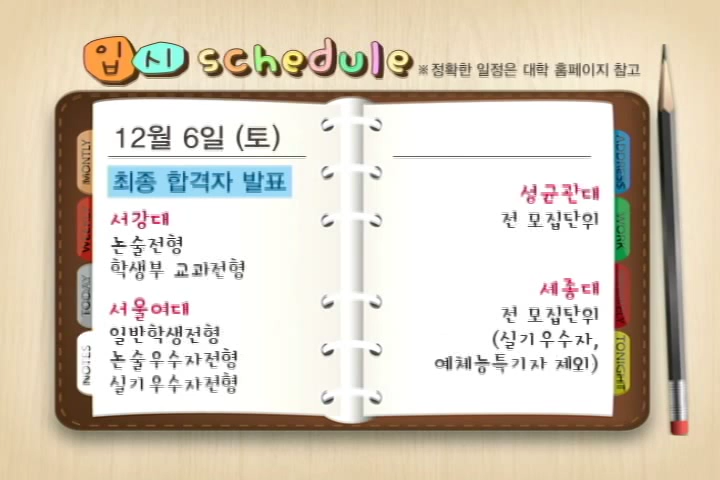 입시 schedule ※정확한 일정은 대학 홈페이지 참고
12월 6일 (토)
최종 합격자 발표
서강대
논술전형
학생부 교과전형
서울여대
일반학생전형
논술우수자전형
실기우수자전형
성균관대
전 모집단위
세종대
전 모집단위
(실기우수자,
예체능특기자 제외)
MONTLY
TODAY
NOTES
ADDRESS
WORK
TONIGHT